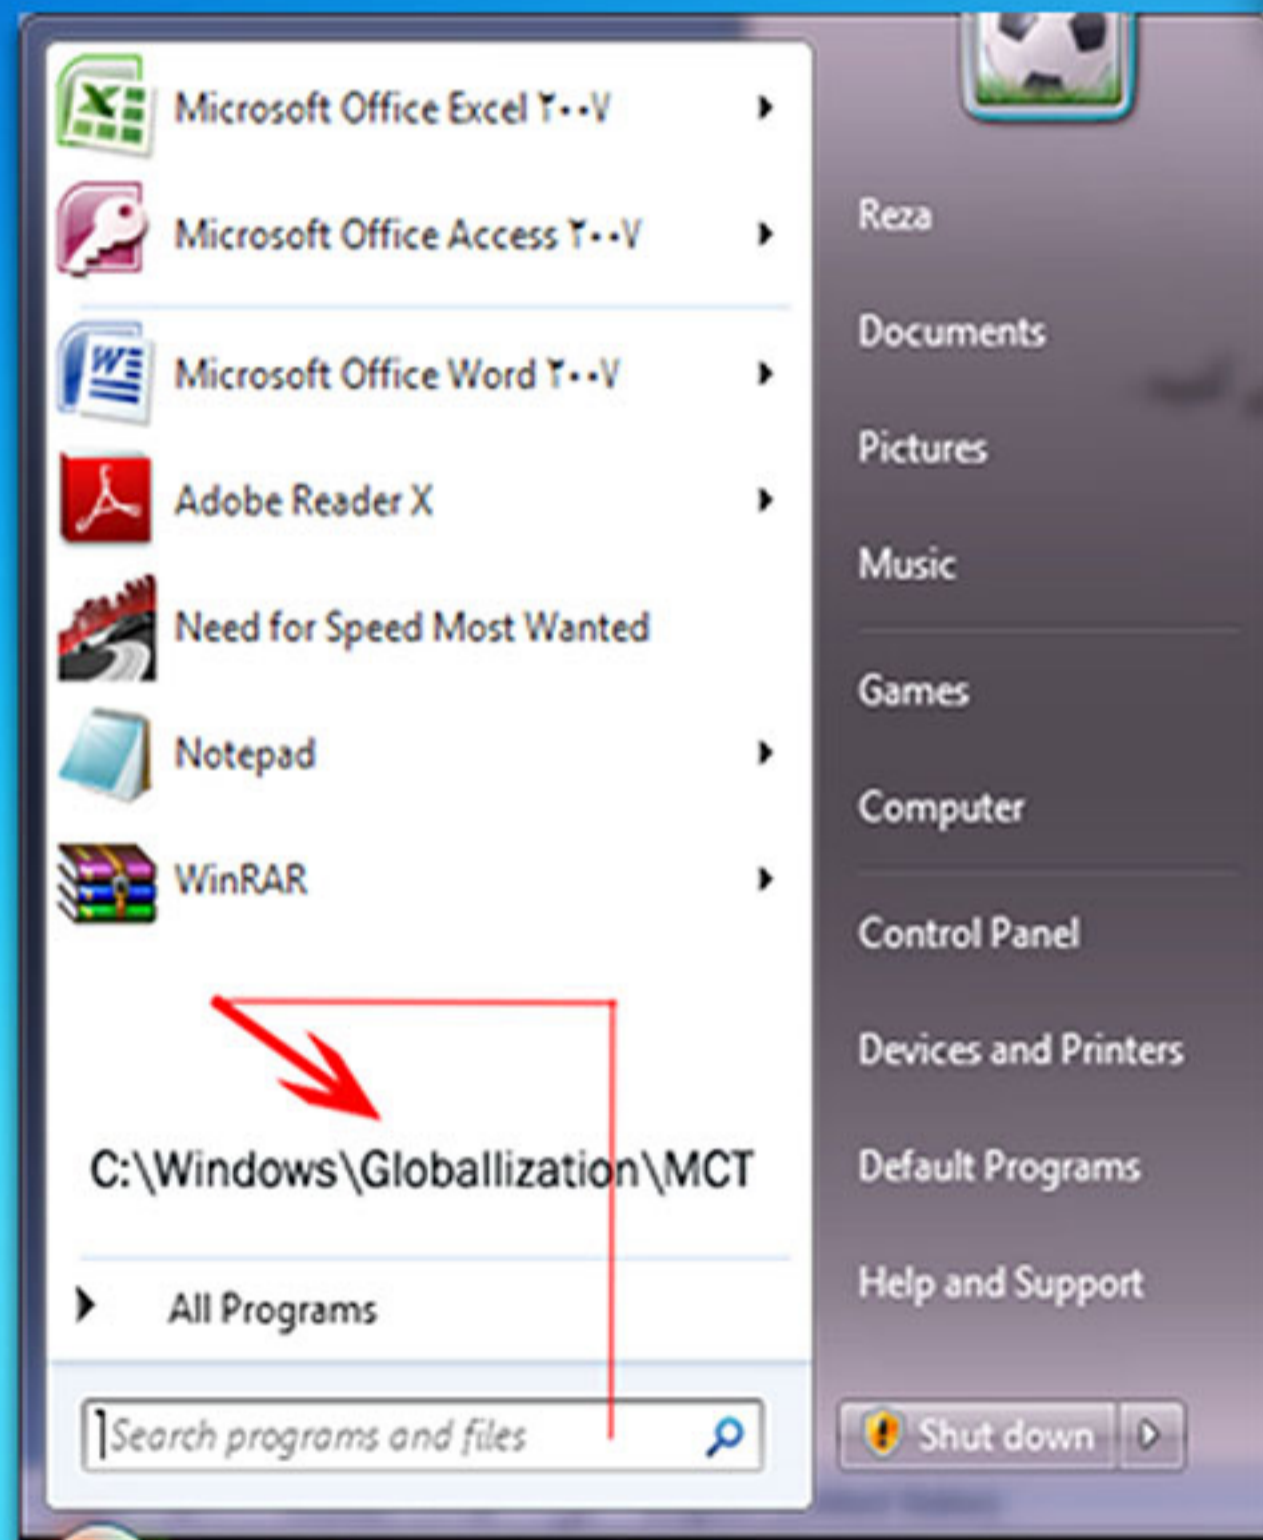 Microsoft Office Excel ۲۰۰۷
Microsoft Office Access ۲۰۰۷
Microsoft Office Word ۲۰۰۷
Adobe Reader X
Need for Speed Most Wanted
Notepad
WinRAR
C:\Windows\Globallization\MCT
All Programs
Search programs and files
Reza
Documents
Pictures
Music
Games
Computer
Control Panel
Devices and Printers
Default Programs
Help and Support
Shut down